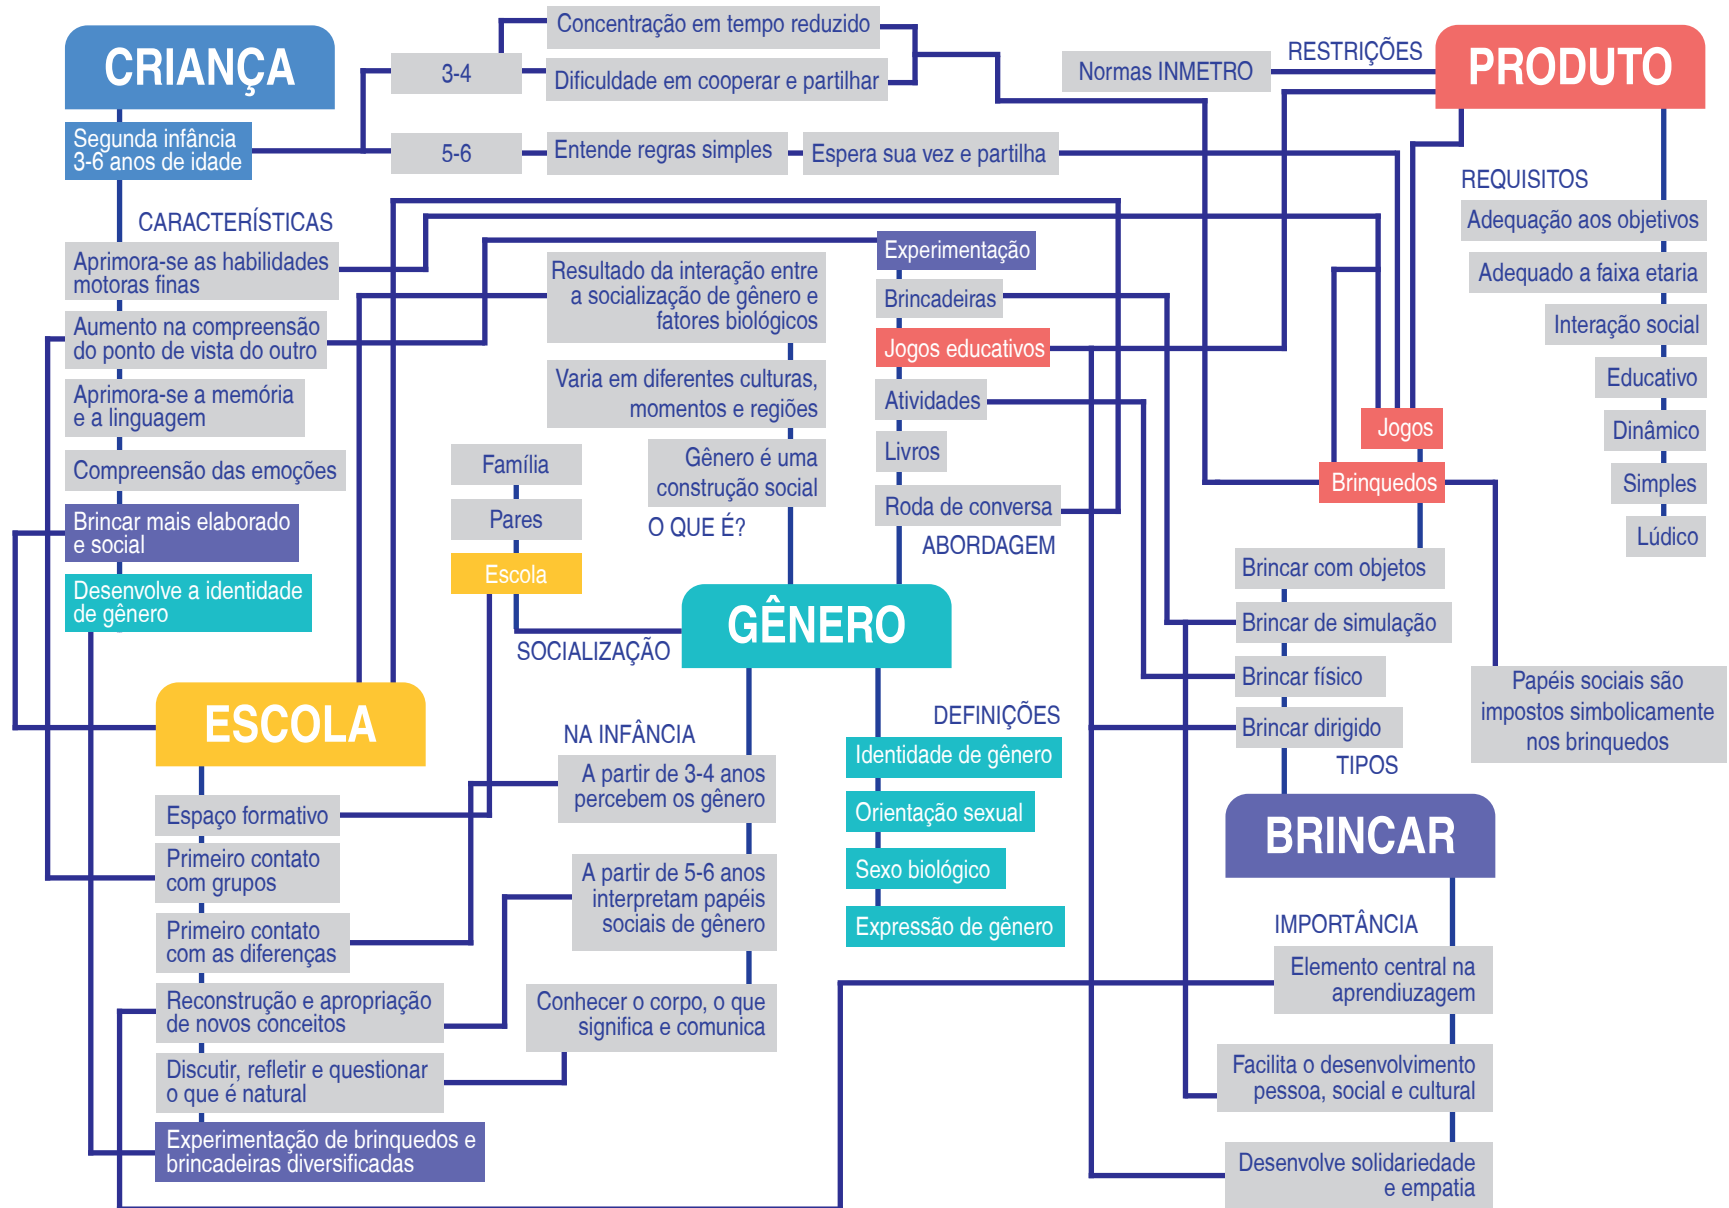 CRIANÇA
Segunda infância
3-6 anos de idade
3-4
Concentração em tempo reduzido
Dificuldade em cooperar e partilhar
5-6
Entende regras simples
Espera sua vez e partilha
CARACTERÍSTICAS
Aprimora-se as habilidades
motoras finas
Aumento na compreensão
do ponto de vista do outro
Aprimora-se a memória
e a linguagem
Compreensão das emoções
Brincar mais elaborado
e social
Desenvolve a identidade
de gênero
Normas INMETRO
RESTRIÇÕES
PRODUTO
REQUISITOS
Adequação aos objetivos
Adequado a faixa etaria
Interação social
Educativo
Dinâmico
Simples
Lúdico
Resultado da interação entre
a socialização de gênero e
fatores biológicos
Varia em diferentes culturas,
momentos e regiões
Gênero é uma
construção social
O QUE É?
Experimentação
Brincadeiras
Jogos educativos
Atividades
Livros
Roda de conversa
ABORDAGEM
Família
Pares
Escola
SOCIALIZAÇÃO
GÊNERO
Jogos
Brinquedos
Brincar com objetos
Brincar de simulação
Brincar físico
Brincar dirigido
TIPOS
Papéis sociais são
impostos simbolicamente
nos brinquedos
ESCOLA
Espaço formativo
Primeiro contato
com grupos
Primeiro contato
com as diferenças
Reconstrução e apropriação
de novos conceitos
Discutir, refletir e questionar
o que é natural
Experimentação de brinquedos e
brincadeiras diversificadas
NA INFÂNCIA
A partir de 3-4 anos
percebem os gênero
A partir de 5-6 anos
interpretam papéis
sociais de gênero
Conhecer o corpo, o que
significa e comunica
DEFINIÇÕES
Identidade de gênero
Orientação sexual
Sexo biológico
Expressão de gênero
BRINCAR
IMPORTÂNCIA
Elemento central na
aprendiuzagem
Facilita o desenvolvimento
pessoa, social e cultural
Desenvolve solidariedade
e empatia